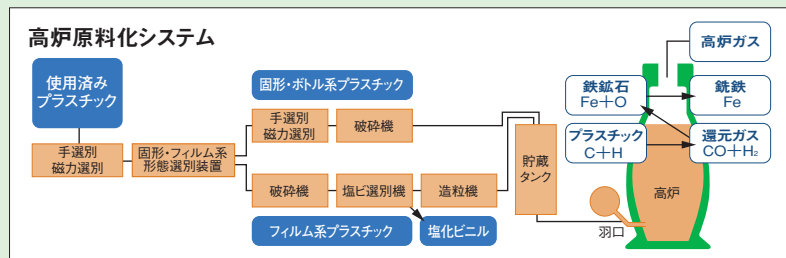 高炉原料化システム
使用済み
プラスチック
手選別
磁力選別
固形・フィルム系
形態選別装置
固形・ボトル系プラスチック
手選別
磁力選別
破砕機
破砕機
塩ビ選別機
造粒機
フィルム系プラスチック
塩化ビニル
貯蔵
タンク
高炉ガス
鉄鉱石
Fe+O
銑鉄
Fe
プラスチック
C+H
還元ガス
CO+H₂
高炉
羽口